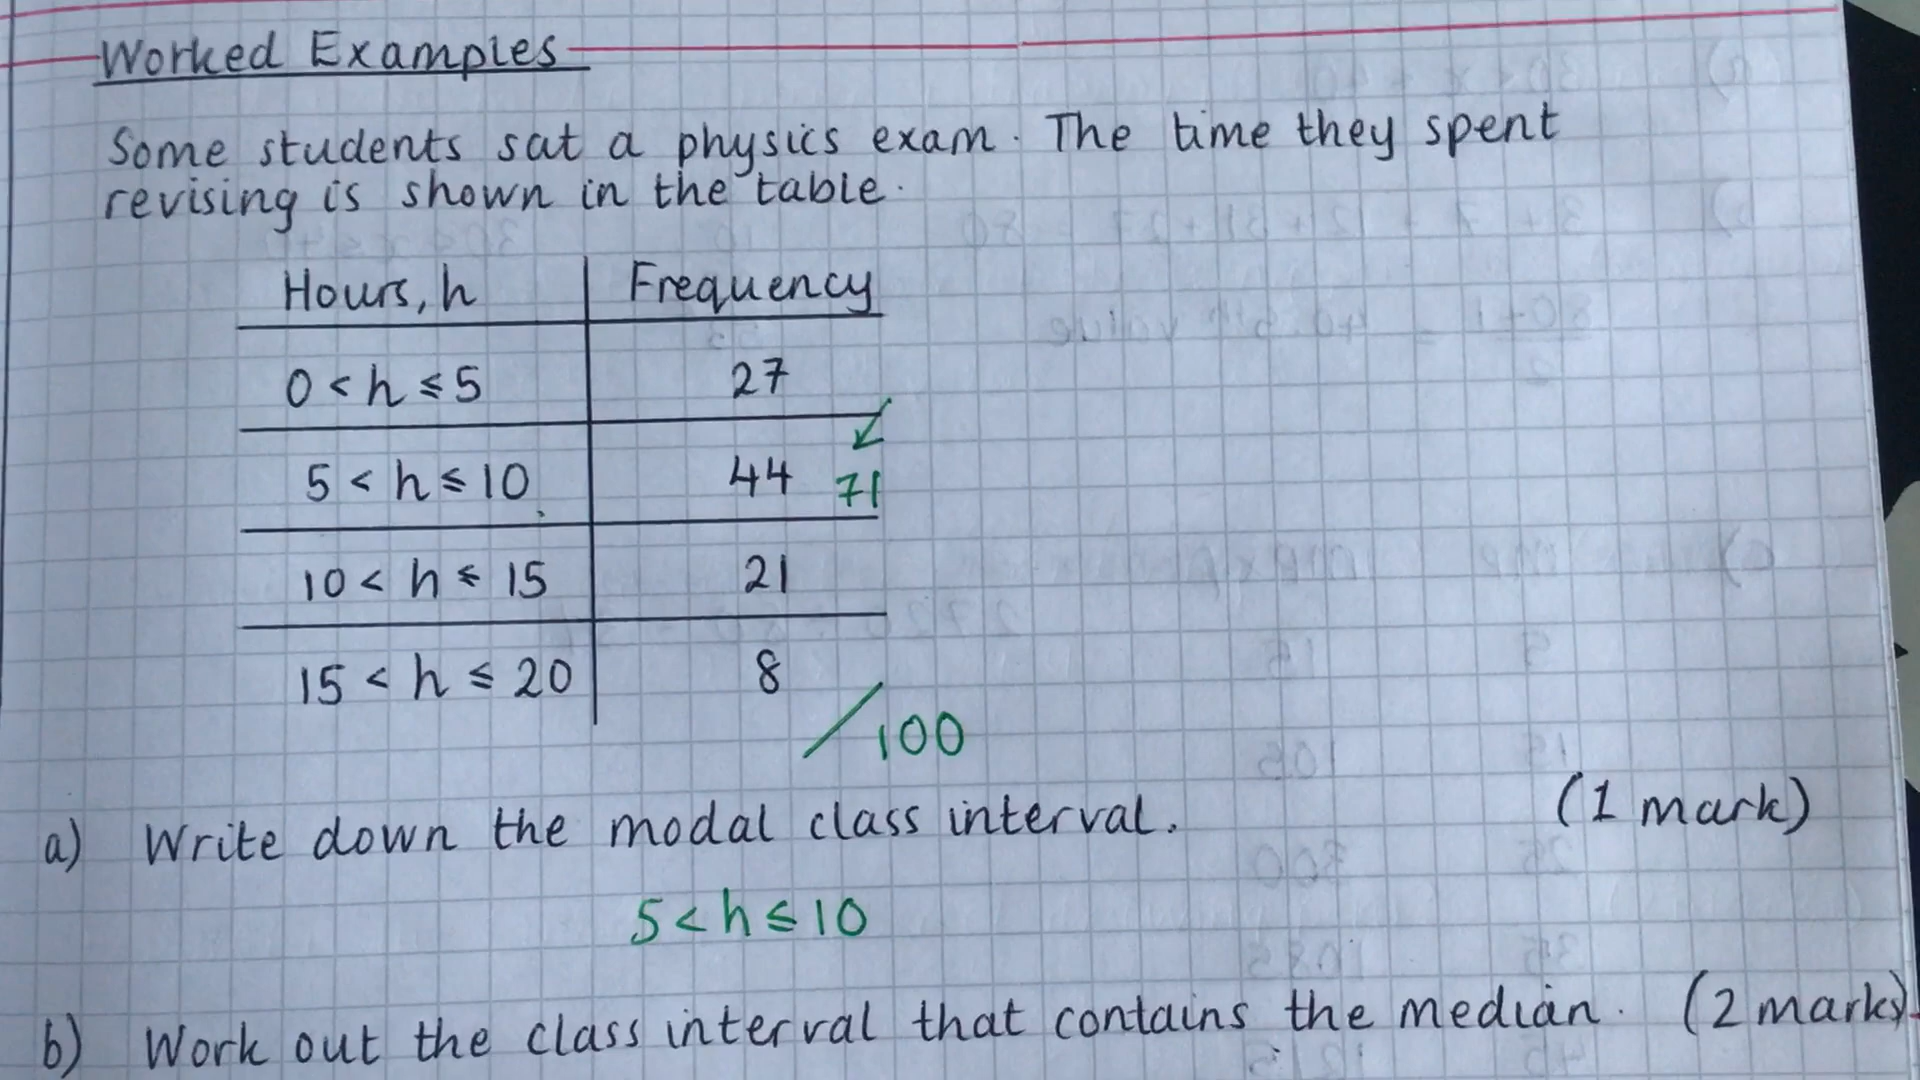 Worked Examples
Some students sat a physics exam. The time they spent
revising is shown in the table.
Hours, h Frequency
0 < h ≤ 5 27
5 < h ≤ 10 44 71
10 < h ≤ 15 21
15 < h ≤ 20 8
/100
a) Write down the modal class interval. (1 mark)
5 < h ≤ 10
b) Work out the class interval that contains the median. (2 marks)